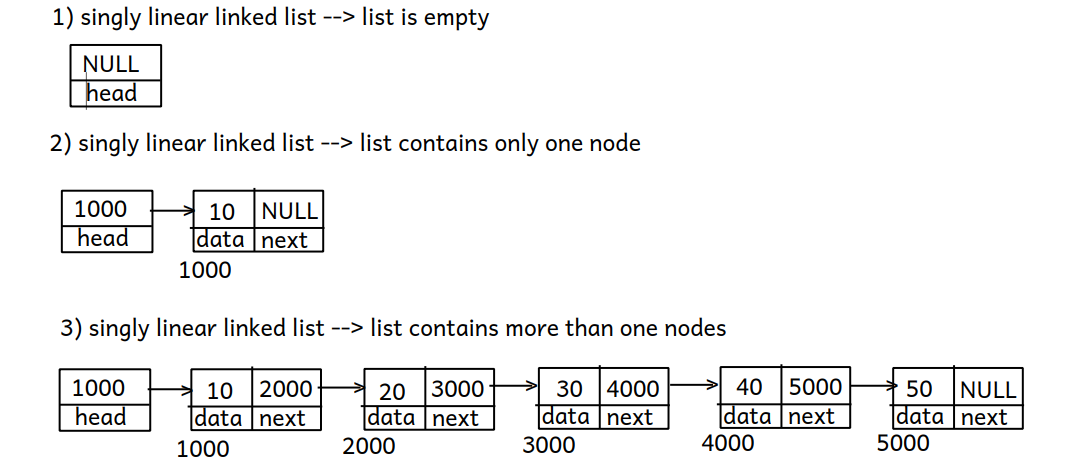 1) singly linear linked list --> list is empty
NULL
head
2) singly linear linked list --> list contains only one node
1000 10 NULL
head data next
1000
3) singly linear linked list --> list contains more than one nodes
1000 10 2000 20 3000 30 4000 40 5000 50 NULL
head data next data next data next data next data next
1000 2000 3000 4000 5000